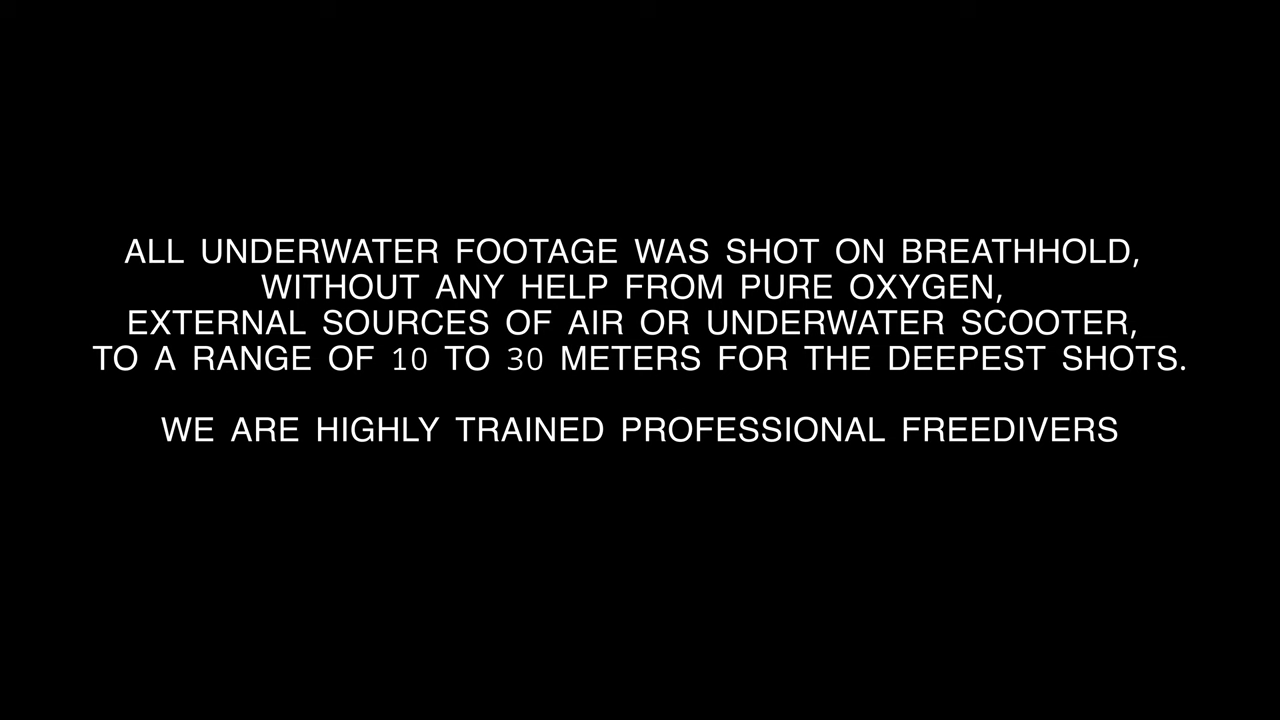 ALL UNDERWATER FOOTAGE WAS SHOT ON BREATHHOLD,
WITHOUT ANY HELP FROM PURE OXYGEN,
EXTERNAL SOURCES OF AIR OR UNDERWATER SCOOTER,
TO A RANGE OF 10 TO 30 METERS FOR THE DEEPEST SHOTS.
WE ARE HIGHLY TRAINED PROFESSIONAL FREEDIVERS